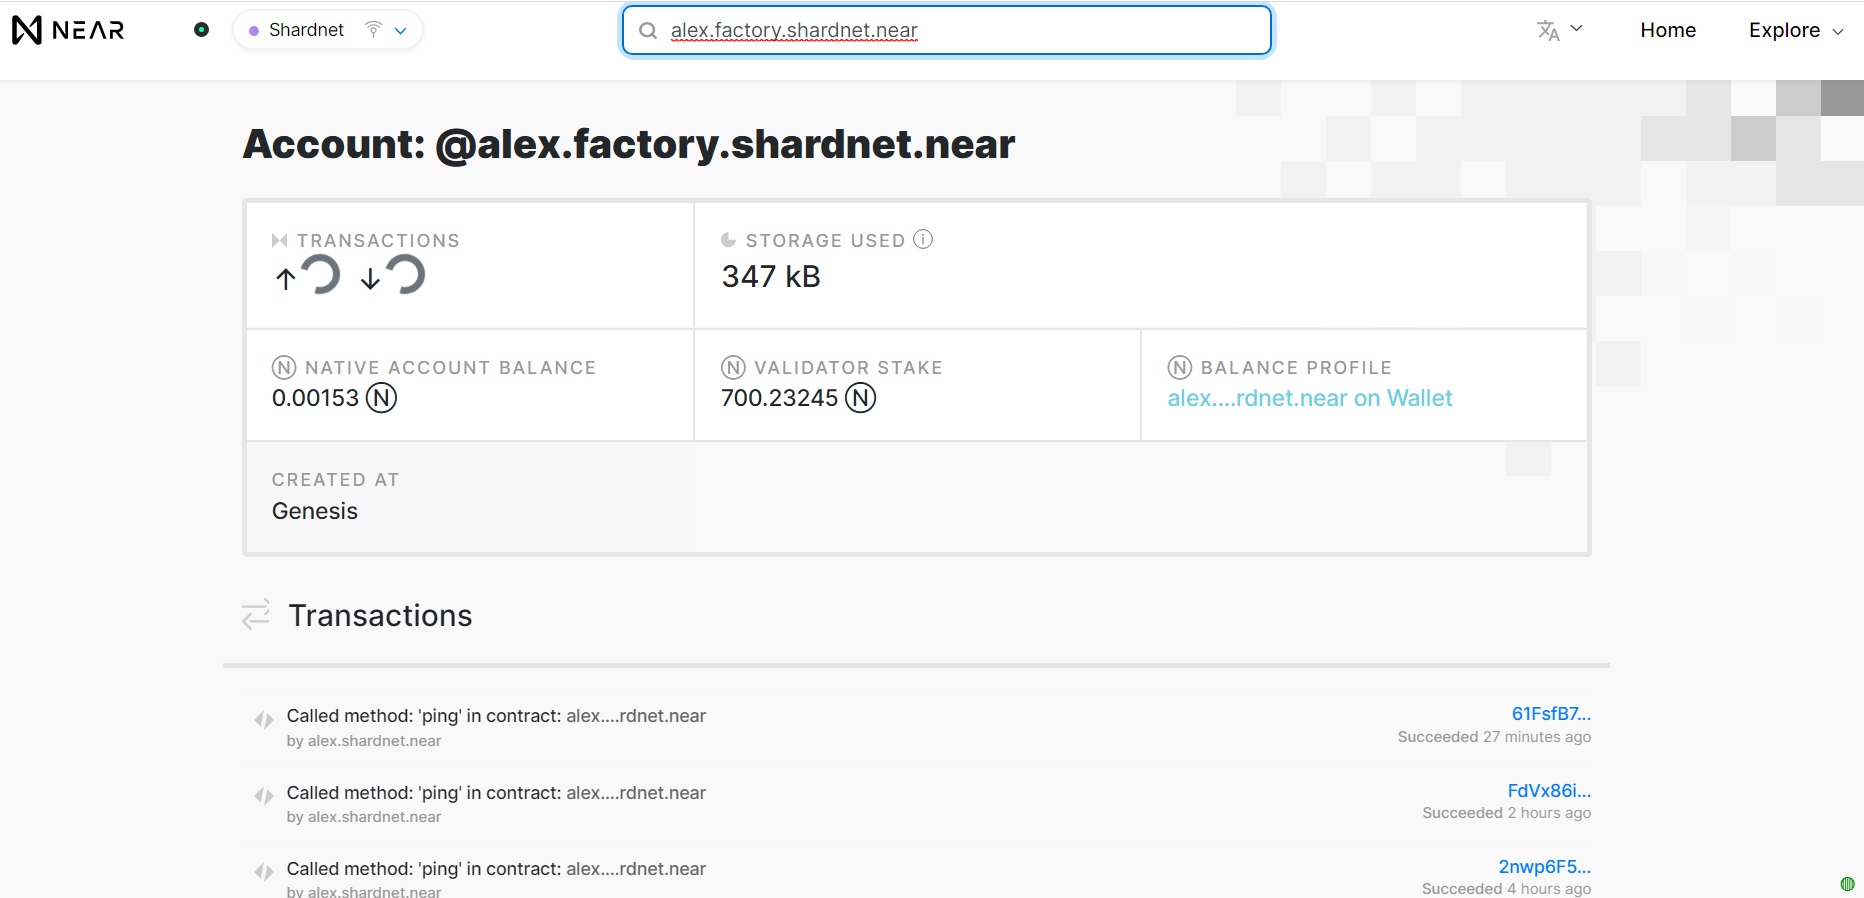 NEAR
Shardnet
alex.factory.shardnet.near
Home
Explore
Account: @alex.factory.shardnet.near
TRANSACTIONS
STORAGE USED
347 kB
NATIVE ACCOUNT BALANCE
0.00153 N
VALIDATOR STAKE
700.23245 N
BALANCE PROFILE
alex....rdnet.near on Wallet
CREATED AT
Genesis
Transactions
Called method: 'ping' in contract: alex....rdnet.near
61FsfB7...
by alex.shardnet.near
Succeeded 27 minutes ago
Called method: 'ping' in contract: alex....rdnet.near
FdVx86i...
by alex.shardnet.near
Succeeded 2 hours ago
Called method: 'ping' in contract: alex....rdnet.near
2nwp6F5...
by alex.shardnet.near
Succeeded 4 hours ago